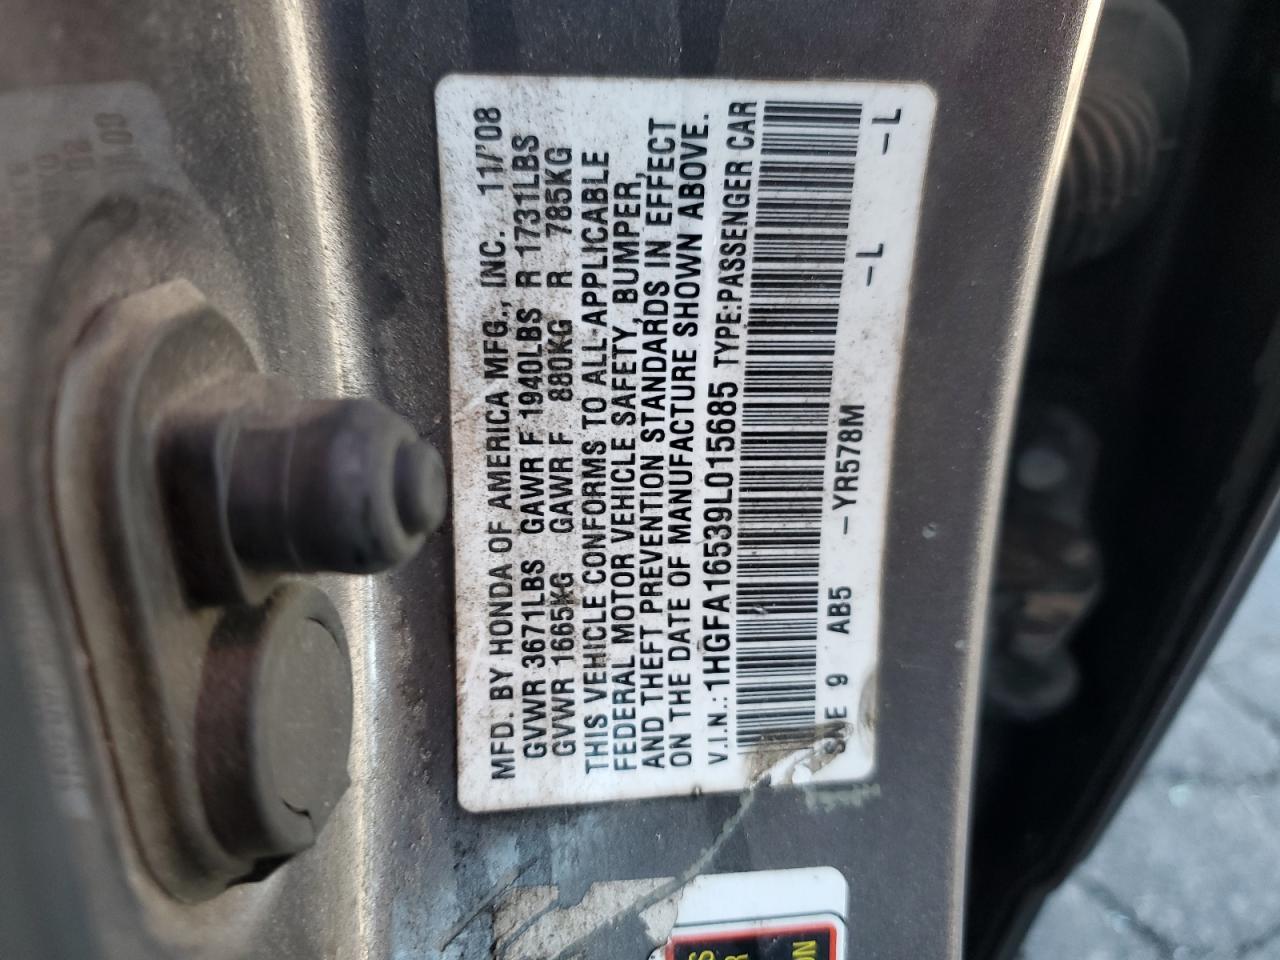 MFD. BY HONDA OF AMERICA MFG., INC. 11/'08
GVWR 3671LBS GAWR F 1940LBS R 1731LBS
GVWR 1665KG GAWR F 880KG R 785KG
THIS VEHICLE CONFORMS TO ALL APPLICABLE
FEDERAL MOTOR VEHICLE SAFETY, BUMPER,
AND THEFT PREVENTION STANDARDS IN EFFECT
ON THE DATE OF MANUFACTURE SHOWN ABOVE.
V.I.N.: 1HGFA16539L015685 TYPE:PASSENGER CAR
9 AB5 –YR578M –L –L